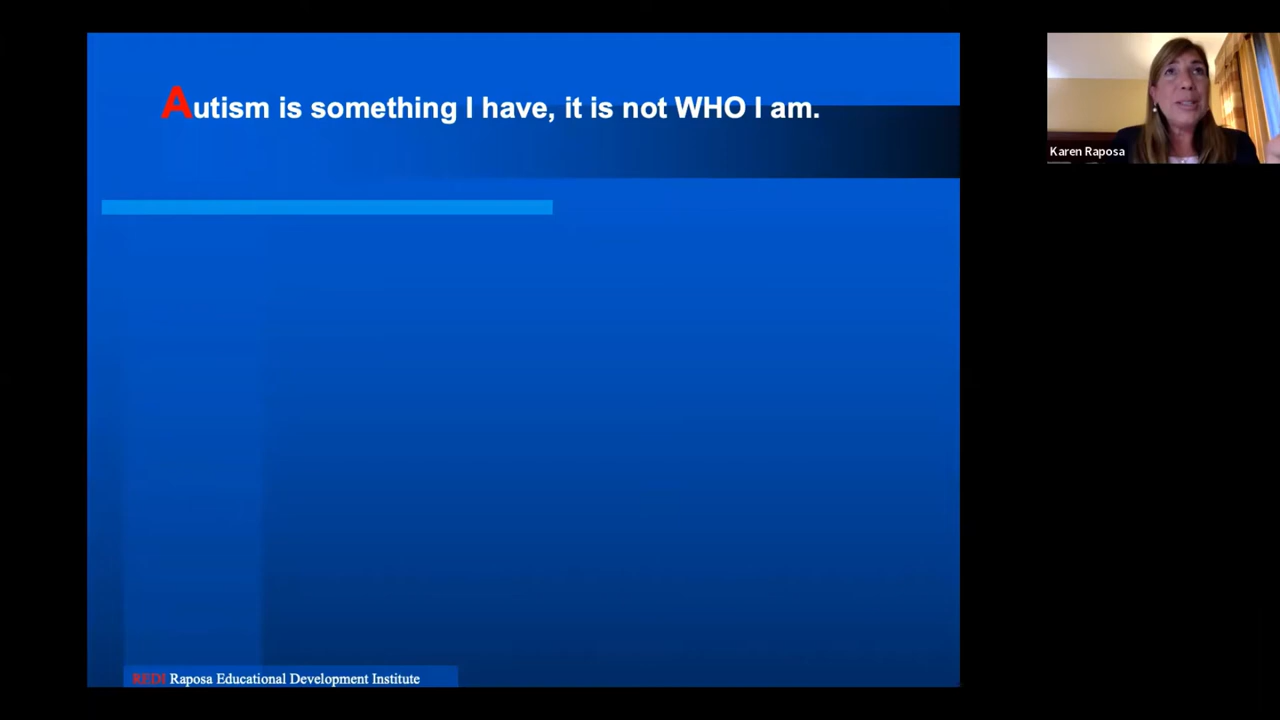 Autism is something I have, it is not WHO I am.
Karen Raposa
REDI Raposa Educational Development Institute